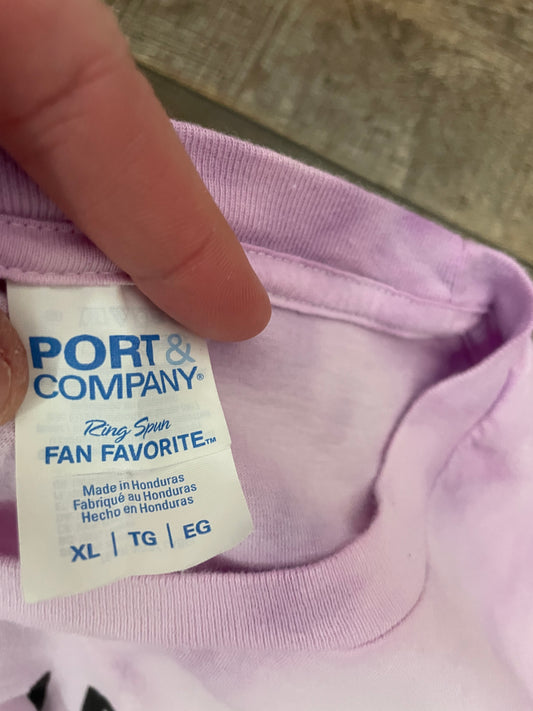 PORT &
COMPANY®
Ring Spun
FAN FAVORITE™
Made in Honduras
Fabriqué au Honduras
Hecho en Honduras
XL | TG | EG